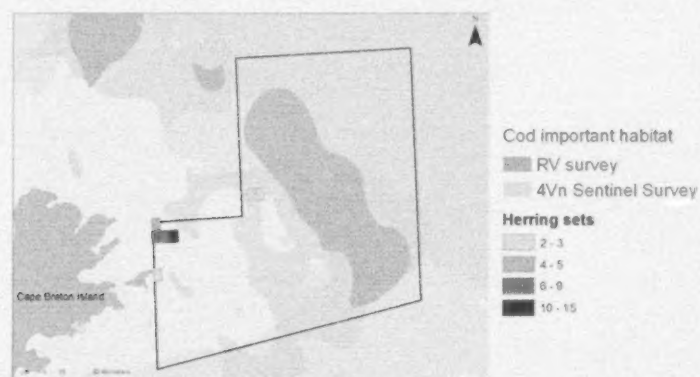 N
Cod important habitat
RV survey
4Vn Sentinel Survey
Herring sets
2 - 3
4 - 5
6 - 9
10 - 15
Cape Breton Island